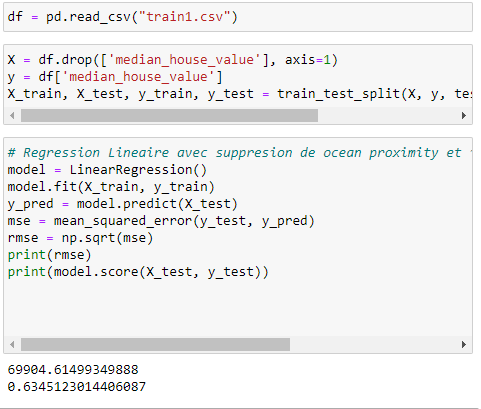 df = pd.read_csv("train1.csv")
X = df.drop(['median_house_value'], axis=1)
y = df['median_house_value']
X_train, X_test, y_train, y_test = train_test_split(X, y,
# Regression Lineaire avec suppresion de ocean proximity et
model = LinearRegression()
model.fit(X_train, y_train)
y_pred = model.predict(X_test)
mse = mean_squared_error(y_test, y_pred)
rmse = np.sqrt(mse)
print(rmse)
print(model.score(X_test, y_test))
69904.61499349888
0.6345123014406087